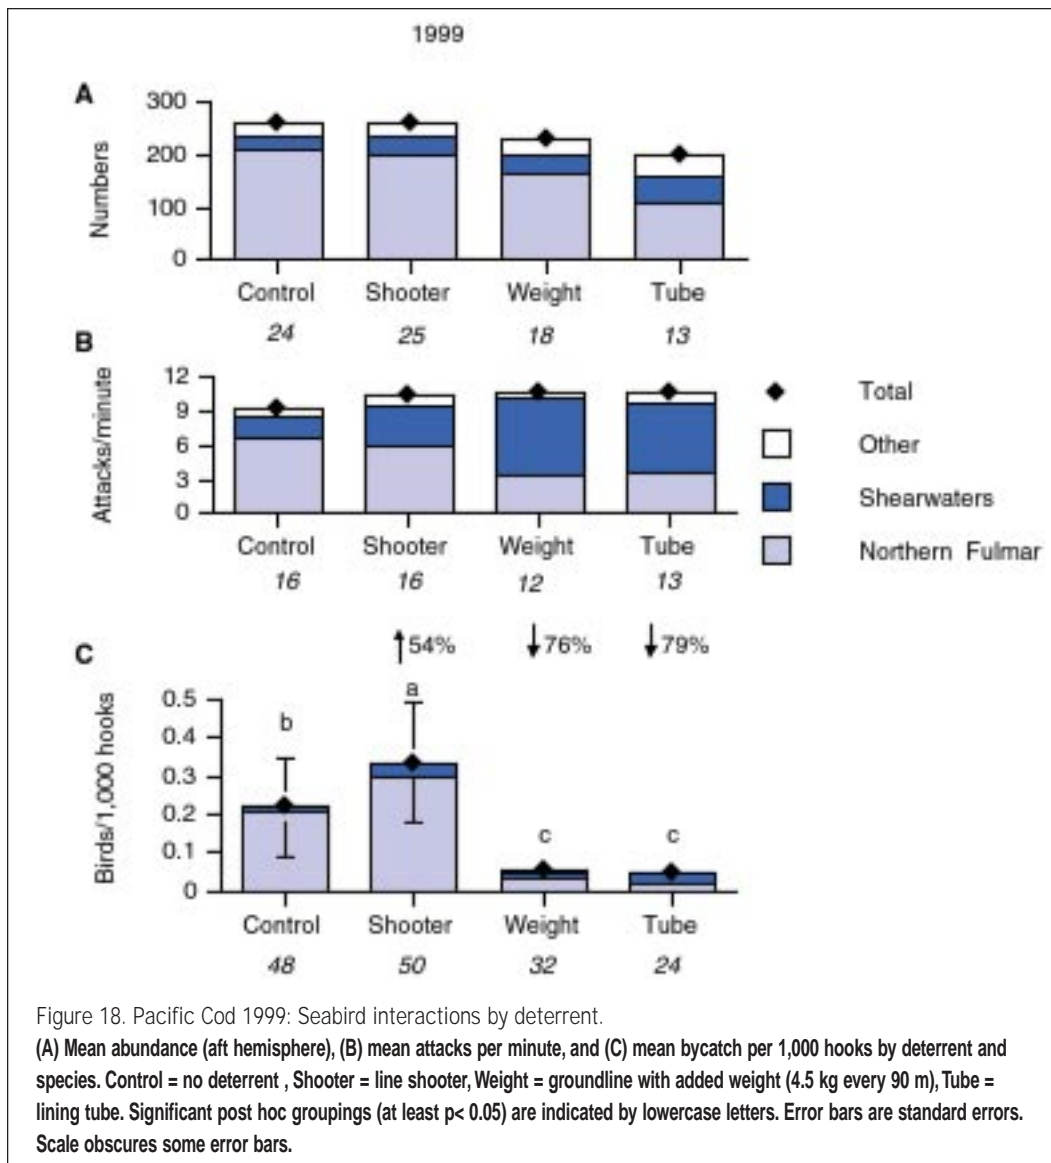 1999
A
300
200
100
0
Numbers
Control Shooter Weight Tube
24 25 18 13
B
12
9
6
3
0
Attacks/minute
Control Shooter Weight Tube
16 16 12 13
Total
Other
Shearwaters
Northern Fulmar
54% 76% 79%
C
0.5
0.4
0.3
0.2
0.1
0
Birds/1,000 hooks
b a c c
Control Shooter Weight Tube
48 50 32 24
Figure 18. Pacific Cod 1999: Seabird interactions by deterrent.
(A) Mean abundance (aft hemisphere), (B) mean attacks per minute, and (C) mean bycatch per 1,000 hooks by deterrent and
species. Control = no deterrent , Shooter = line shooter, Weight = groundline with added weight (4.5 kg every 90 m), Tube =
lining tube. Significant post hoc groupings (at least p< 0.05) are indicated by lowercase letters. Error bars are standard errors.
Scale obscures some error bars.